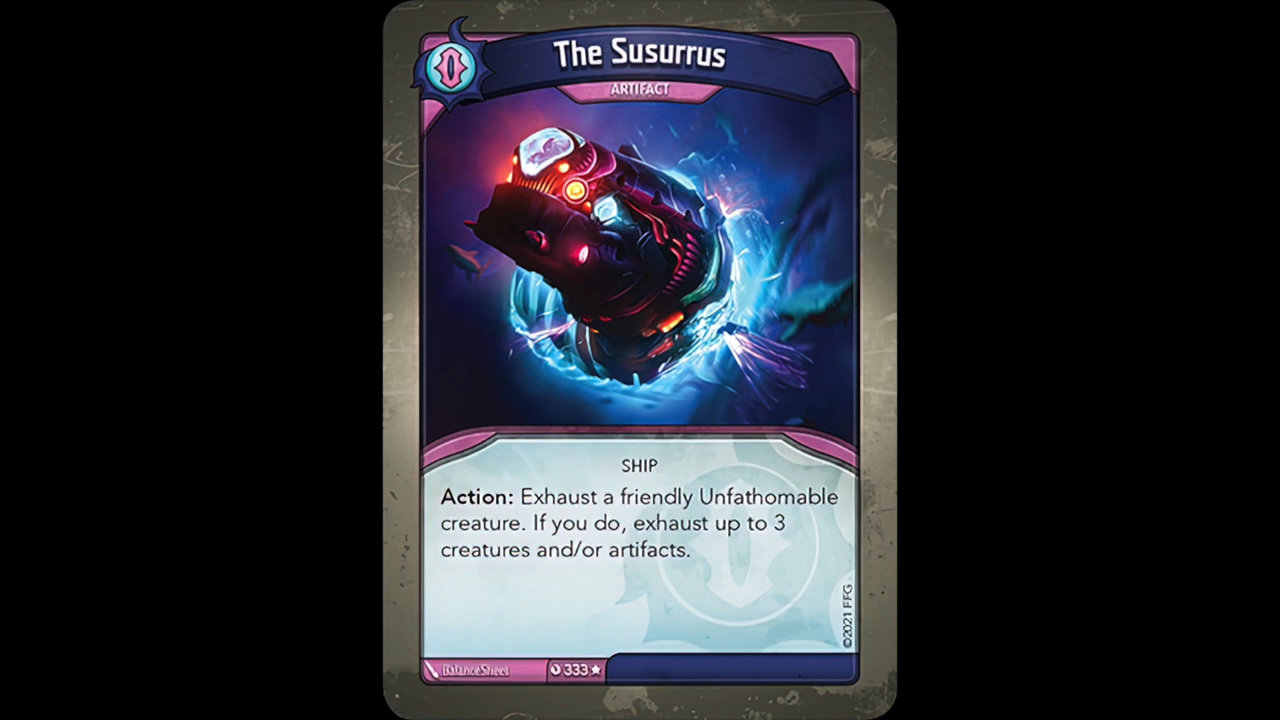 The Susurrus
ARTIFACT
SHIP
Action: Exhaust a friendly Unfathomable
creature. If you do, exhaust up to 3
creatures and/or artifacts.
©2021 FFG
BalanceSheet
333